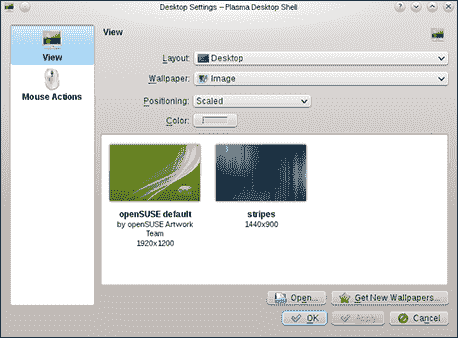 Desktop Settings – Plasma Desktop Shell
View
Mouse Actions
View
Layout: Desktop
Wallpaper: Image
Positioning: Scaled
Color:
openSUSE default
by openSUSE Artwork
Team
1920x1200
stripes
1440x900
Open...
Get New Wallpapers...
OK
Apply
Cancel